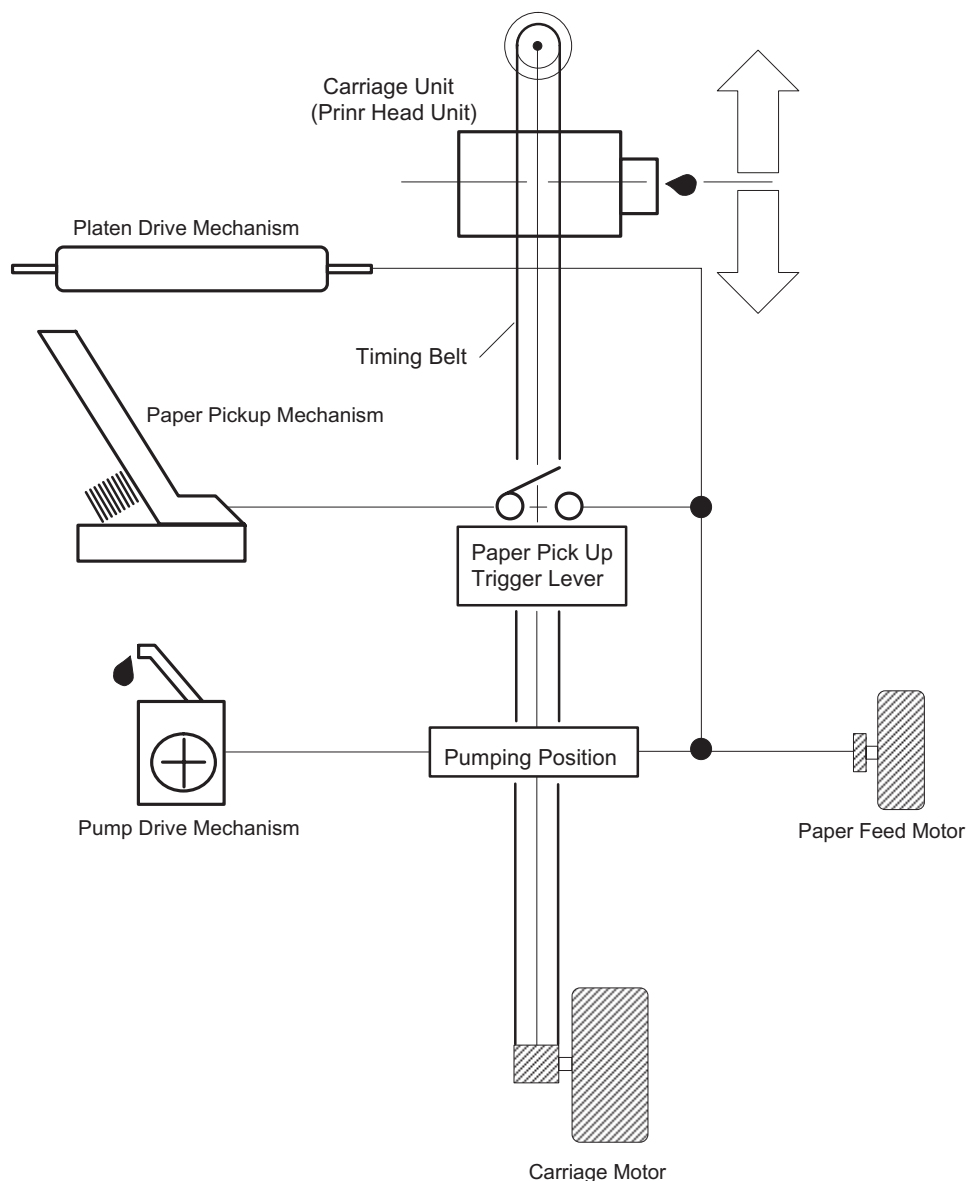 Carriage Unit
(Prinr Head Unit)
Platen Drive Mechanism
Timing Belt
Paper Pickup Mechanism
Paper Pick Up
Trigger Lever
Pumping Position
Pump Drive Mechanism
Paper Feed Motor
Carriage Motor